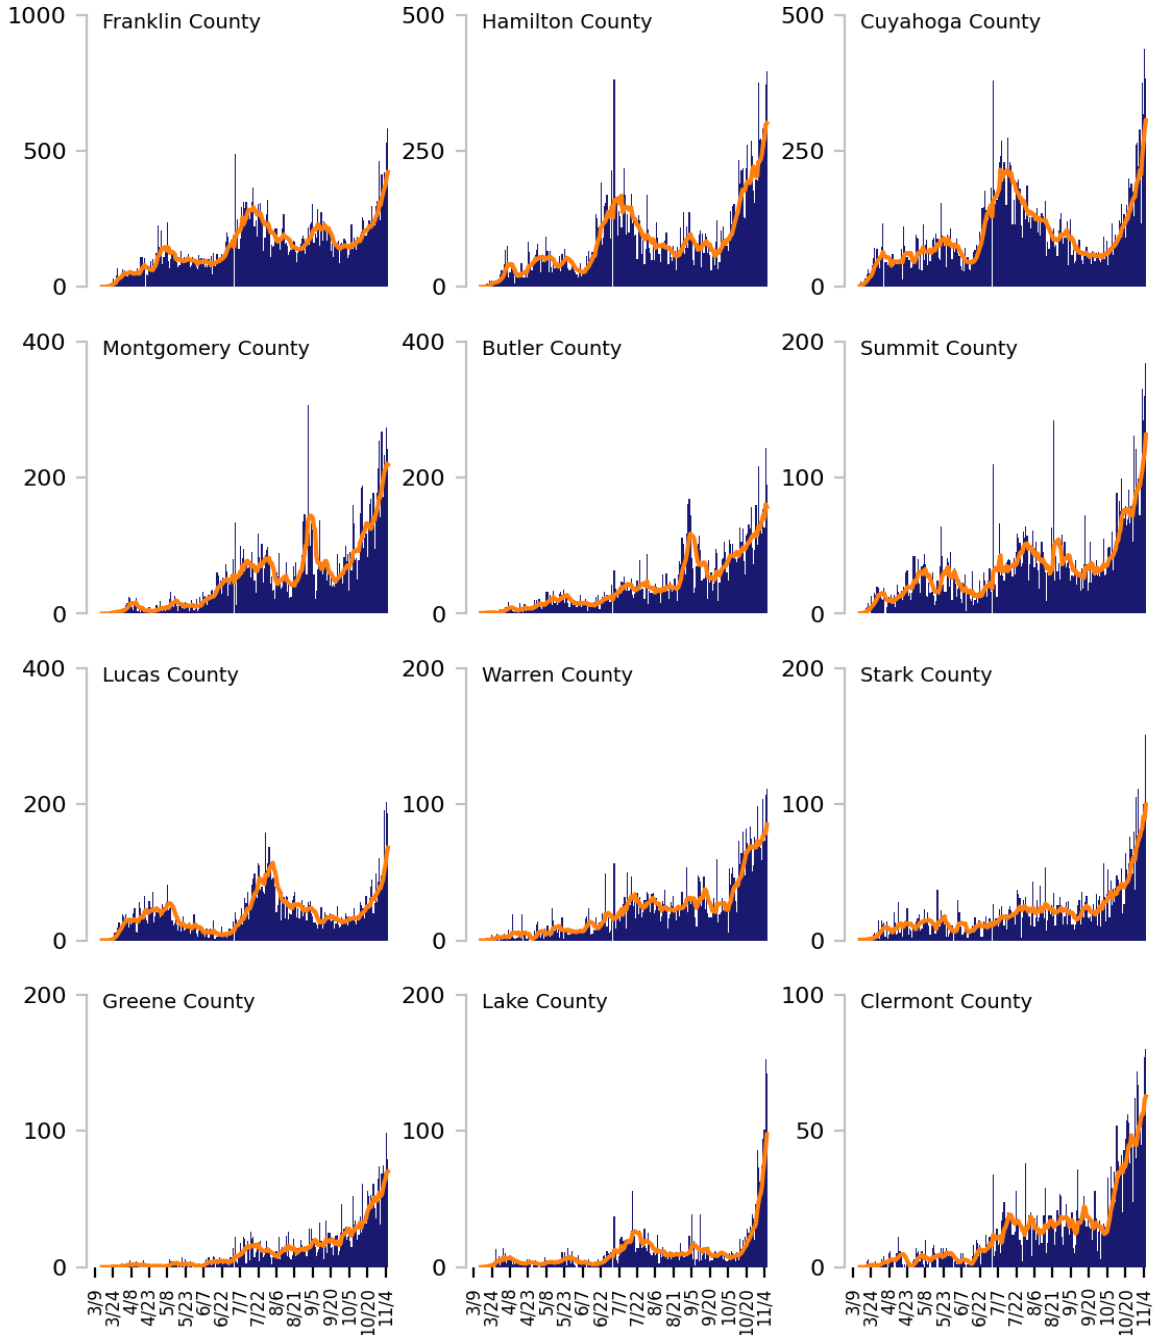 1000 Franklin County 500 Hamilton County 500 Cuyahoga County
500 250 250
0 0 0
400 Montgomery County 400 Butler County 200 Summit County
200 200 100
0 0 0
400 Lucas County 200 Warren County 200 Stark County
200 100 100
0 0 0
200 Greene County 200 Lake County 100 Clermont County
100 100 50
0 0 0
3/9 3/24 4/8 4/23 5/8 5/23 6/7 6/22 7/7 7/22 8/6 8/21 9/5 9/20 10/5 10/20 11/4 3/9 3/24 4/8 4/23 5/8 5/23 6/7 6/22 7/7 7/22 8/6 8/21 9/5 9/20 10/5 10/20 11/4 3/9 3/24 4/8 4/23 5/8 5/23 6/7 6/22 7/7 7/22 8/6 8/21 9/5 9/20 10/5 10/20 11/4